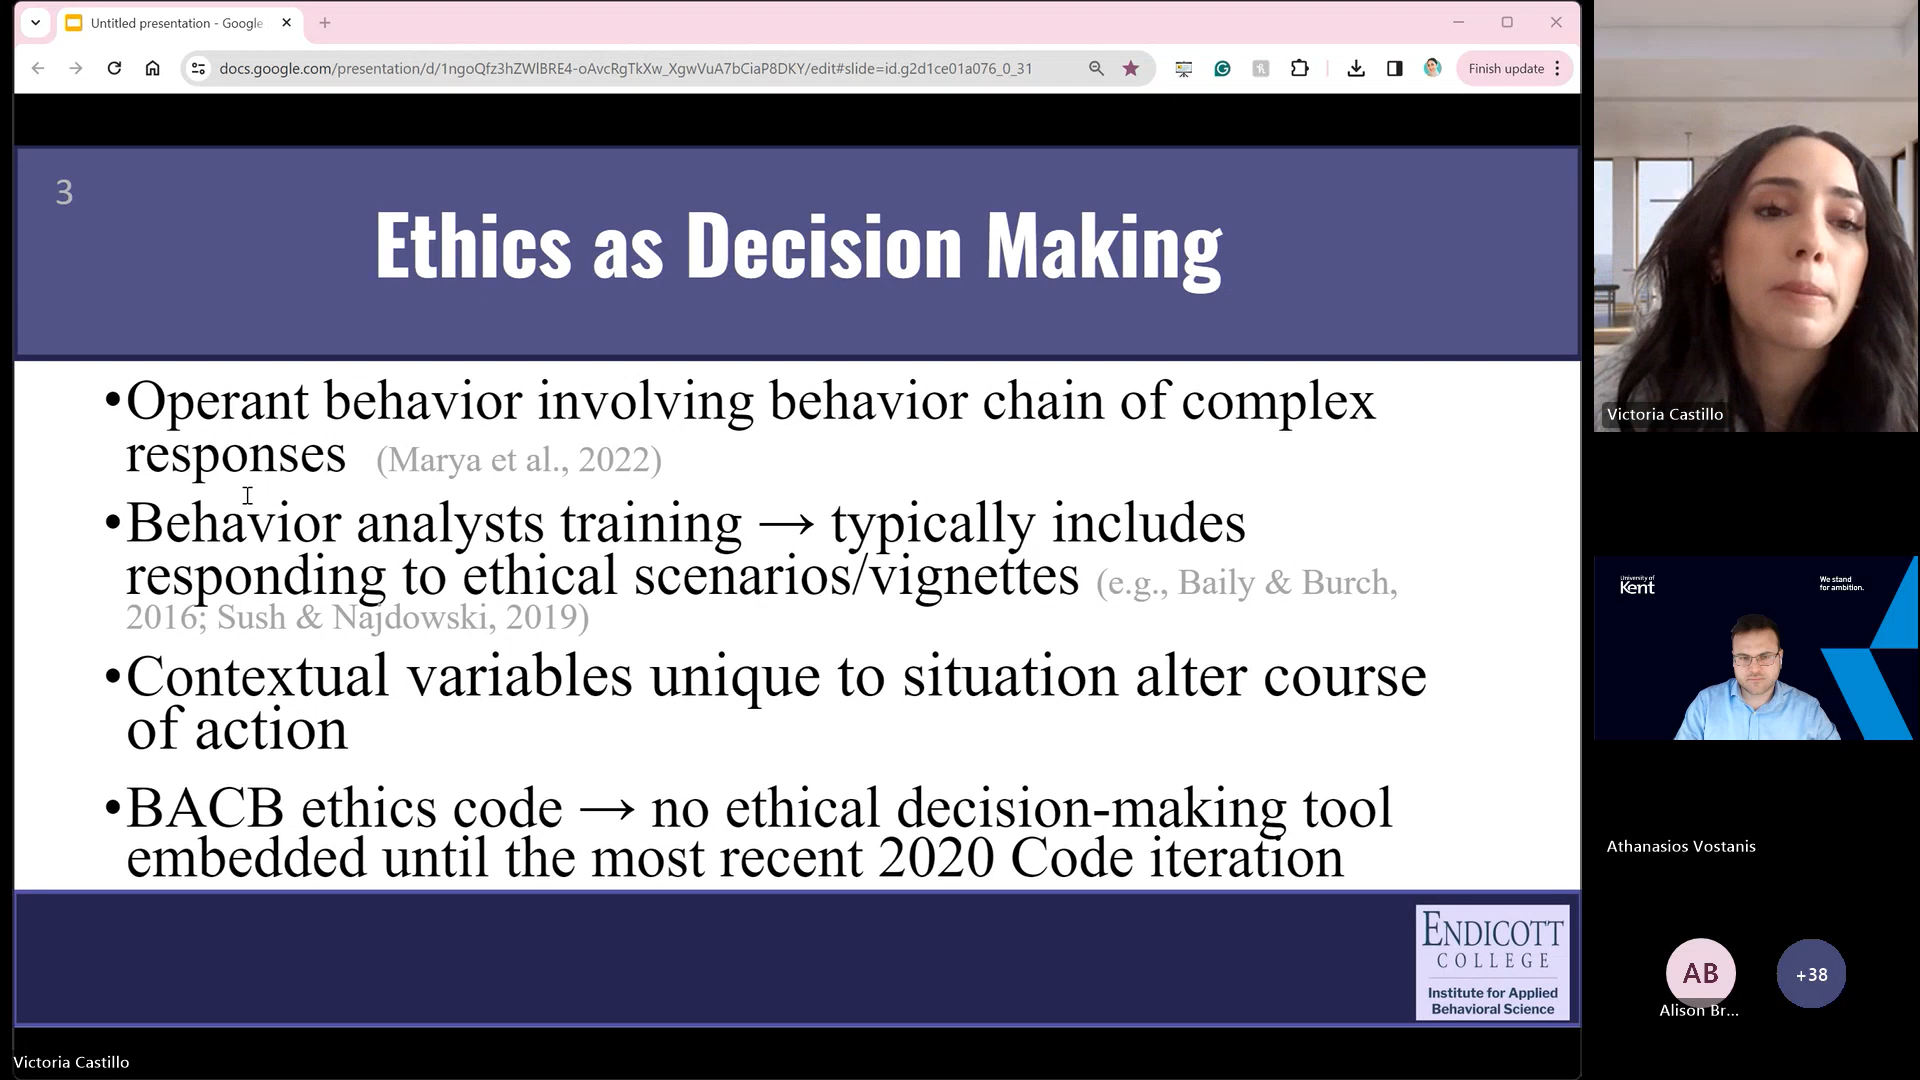 Untitled presentation - Google
docs.google.com/presentation/d/1ngoQfz3hZWlBRE4-oAvcRgTkXw_XgwVuA7bCiaP8DKY/edit#slide=id.g2d1ce01a076_0_31
Finish update
3
Ethics as Decision Making
•Operant behavior involving behavior chain of complex
responses (Marya et al., 2022)
•Behavior analysts training → typically includes
responding to ethical scenarios/vignettes (e.g., Baily & Burch,
2016; Sush & Najdowski, 2019)
•Contextual variables unique to situation alter course
of action
•BACB ethics code → no ethical decision-making tool
embedded until the most recent 2020 Code iteration
ENDICOTT
COLLEGE
Institute for Applied
Behavioral Science
Victoria Castillo
Victoria Castillo
University of
Kent
We stand
for ambition.
Athanasios Vostanis
AB
+38
Alison Br...